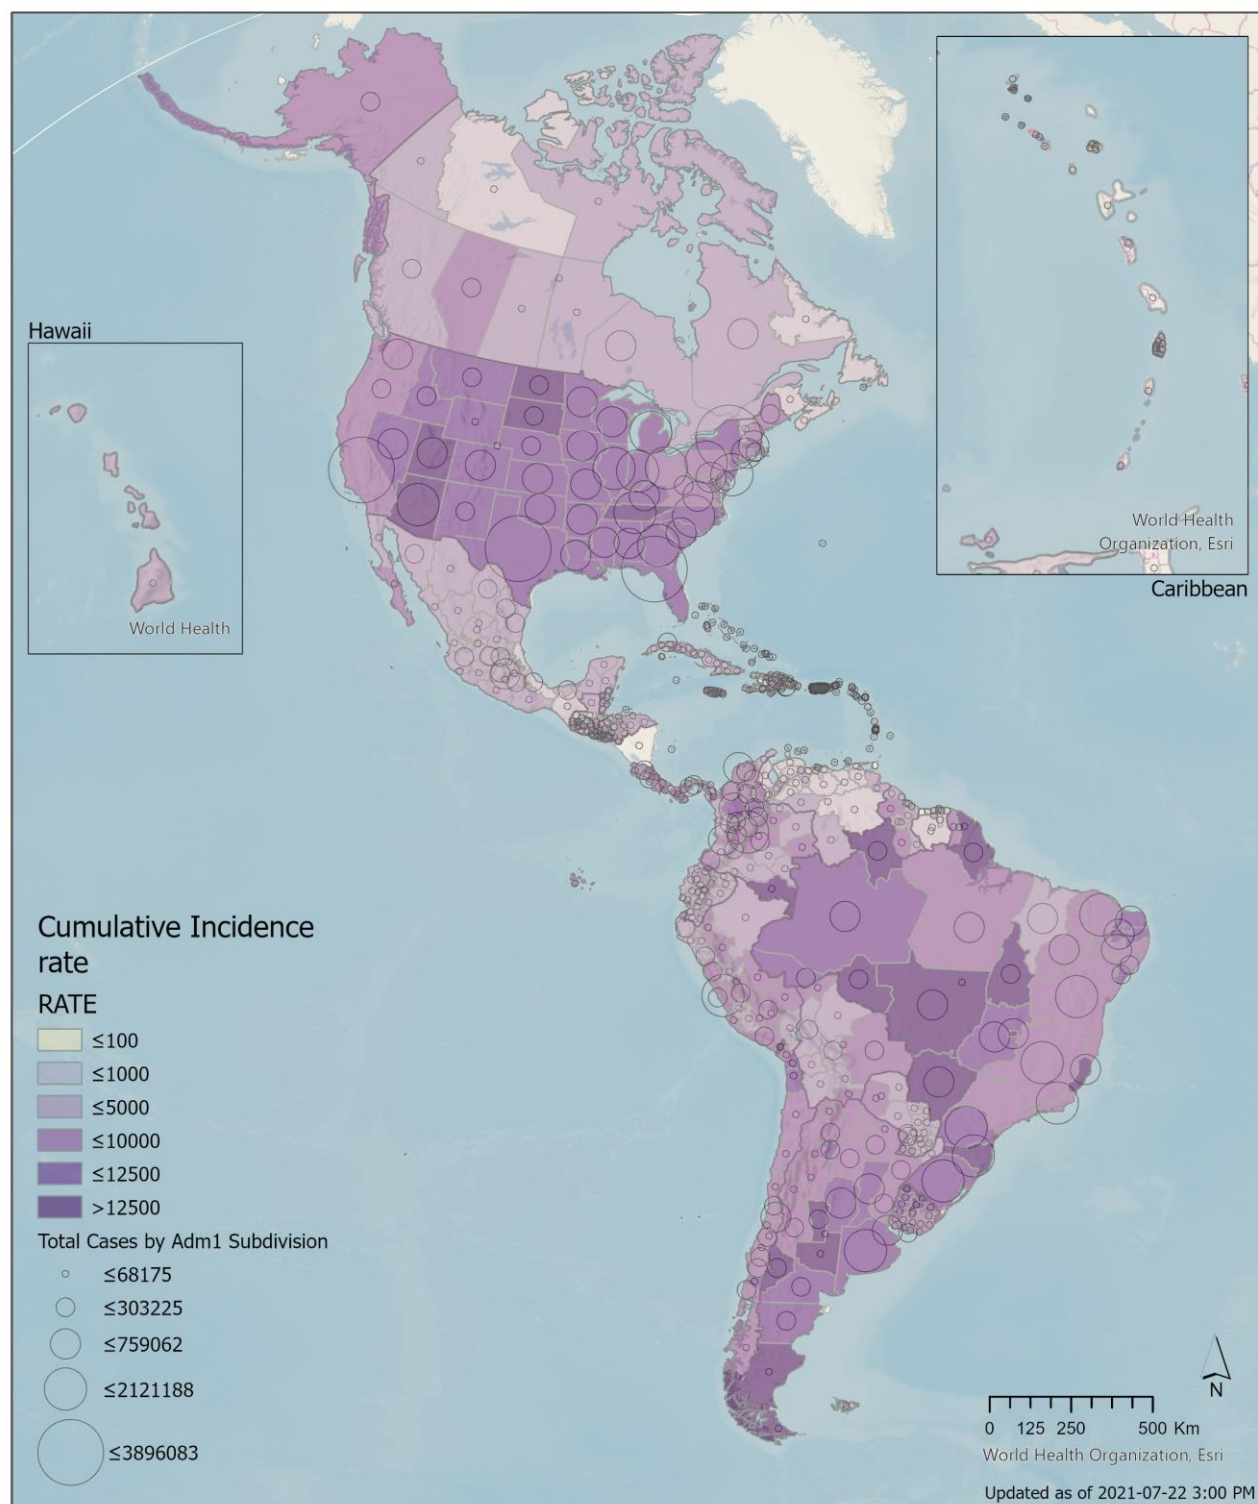 Hawaii
World Health
World Health
Organization, Esri
Caribbean
Cumulative Incidence
rate
RATE
≤100
≤1000
≤5000
≤10000
≤12500
>12500
Total Cases by Adm1 Subdivision
≤68175
≤303225
≤759062
≤2121188
≤3896083
N
0 125 250 500 Km
World Health Organization, Esri
Updated as of 2021-07-22 3:00 PM